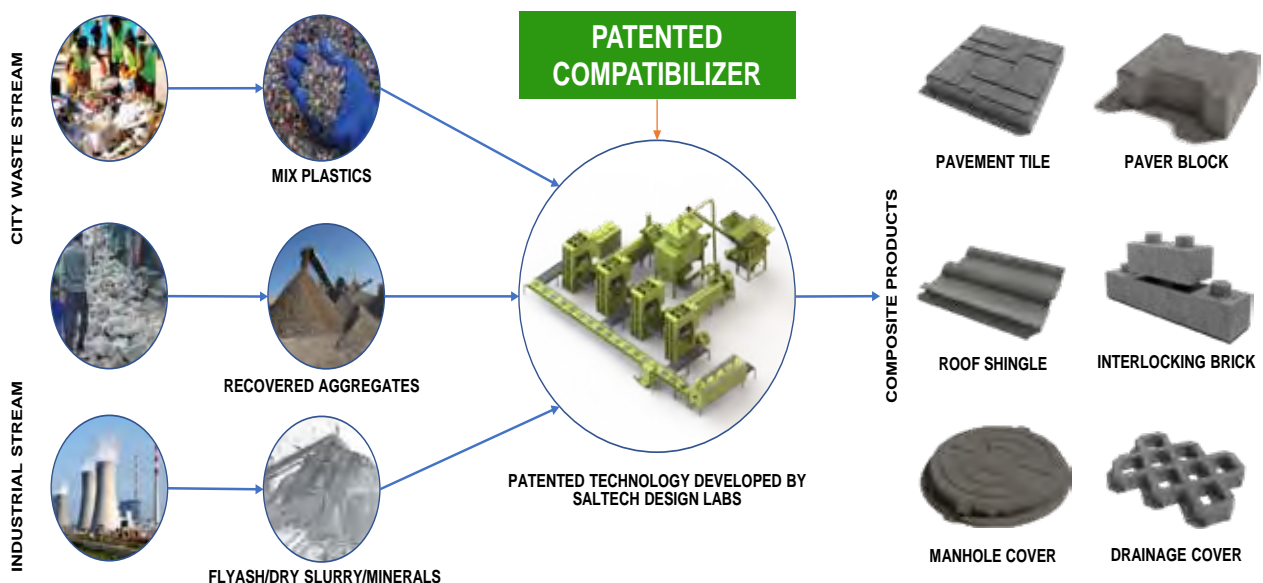 CITY WASTE STREAM
INDUSTRIAL STREAM
MIX PLASTICS
RECOVERED AGGREGATES
FLYASH/DRY SLURRY/MINERALS
PATENTED
COMPATIBILIZER
PATENTED TECHNOLOGY DEVELOPED BY
SALTECH DESIGN LABS
COMPOSITE PRODUCTS
PAVEMENT TILE
PAVER BLOCK
ROOF SHINGLE
INTERLOCKING BRICK
MANHOLE COVER
DRAINAGE COVER